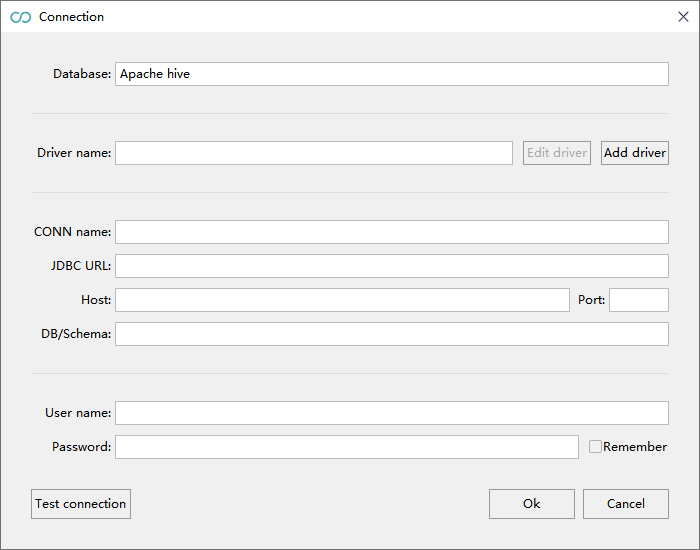 Connection
Database: Apache hive
Driver name: Edit driver Add driver
CONN name:
JDBC URL:
Host: Port:
DB/Schema:
User name:
Password: Remember
Test connection Ok Cancel